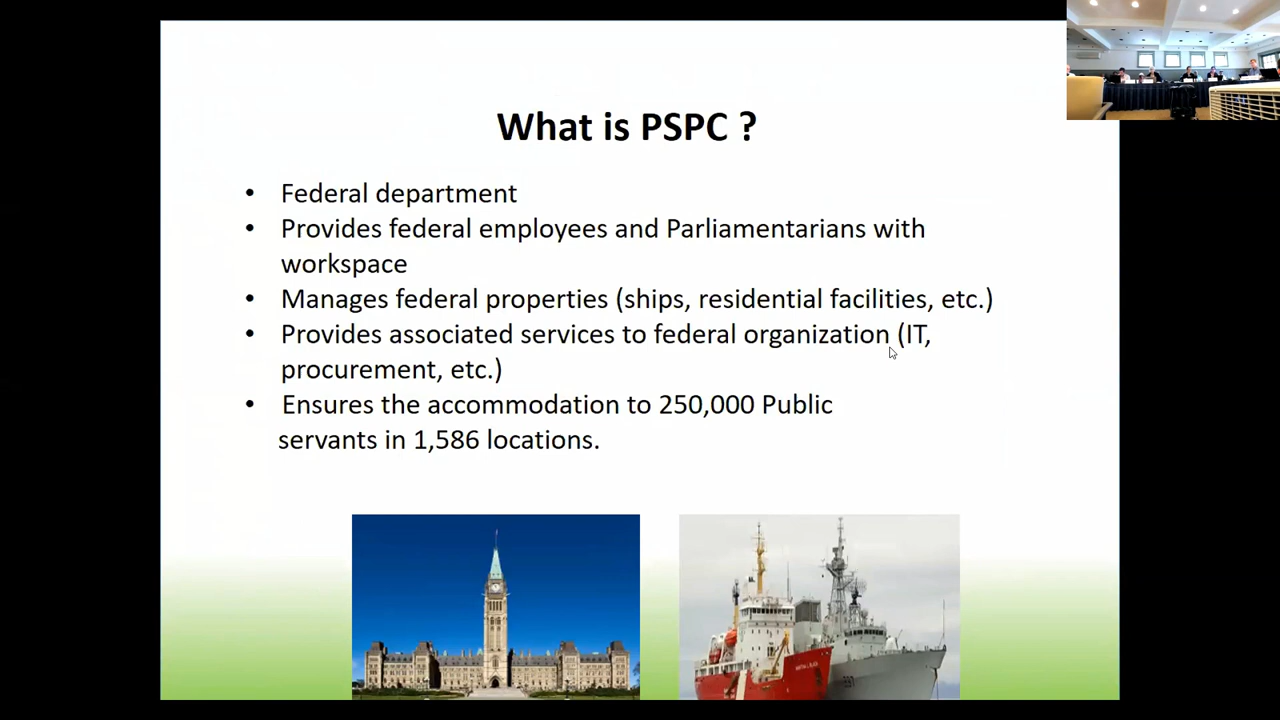 What is PSPC ?
• Federal department
• Provides federal employees and Parliamentarians with
workspace
• Manages federal properties (ships, residential facilities, etc.)
• Provides associated services to federal organization (IT,
procurement, etc.)
• Ensures the accommodation to 250,000 Public
servants in 1,586 locations.